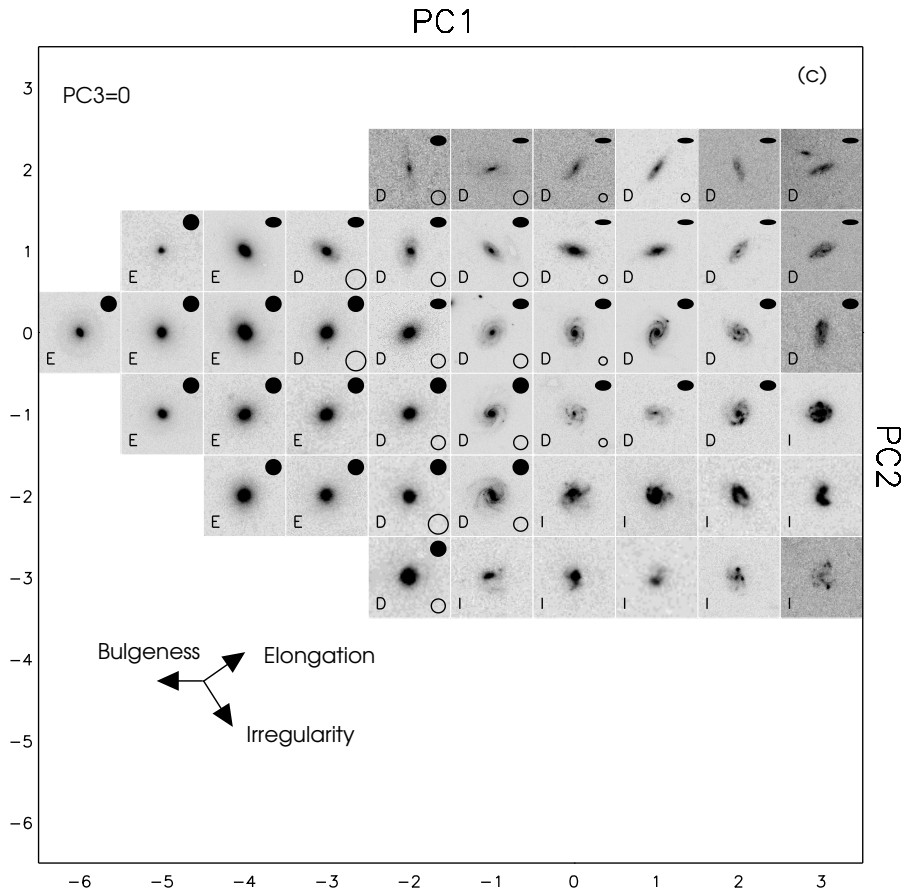 PC1
(c)
PC3=0
3
2
D D D D D D
1
E E D D D D D D D
0
E E E D D D D D D D
−1
E E E D D D D D I
−2
E E D D I I I I
−3
D I I I I I
−4
−5
−6
PC2
Bulgeness
Elongation
Irregularity
−6 −5 −4 −3 −2 −1 0 1 2 3